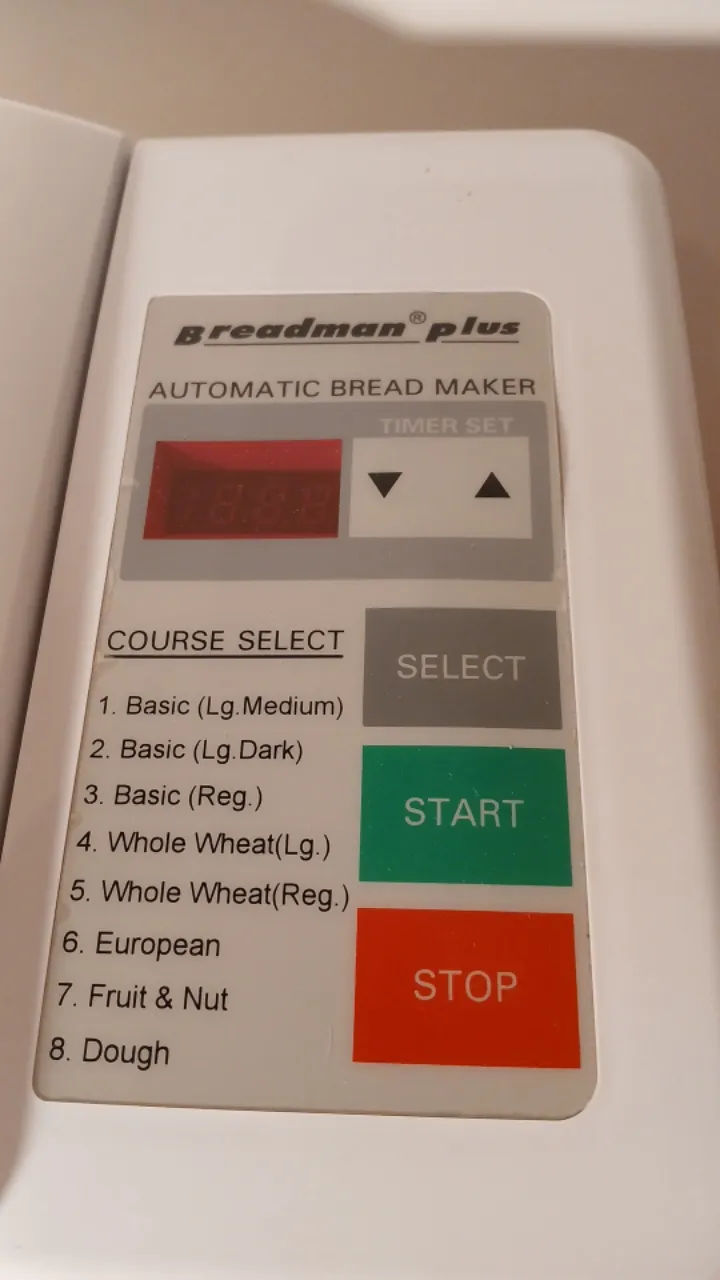 Breadman® plus
AUTOMATIC BREAD MAKER
TIMER SET
▼ ▲
COURSE SELECT
SELECT
1. Basic (Lg.Medium)
2. Basic (Lg.Dark)
3. Basic (Reg.)
START
4. Whole Wheat(Lg.)
5. Whole Wheat(Reg.)
6. European
STOP
7. Fruit & Nut
8. Dough